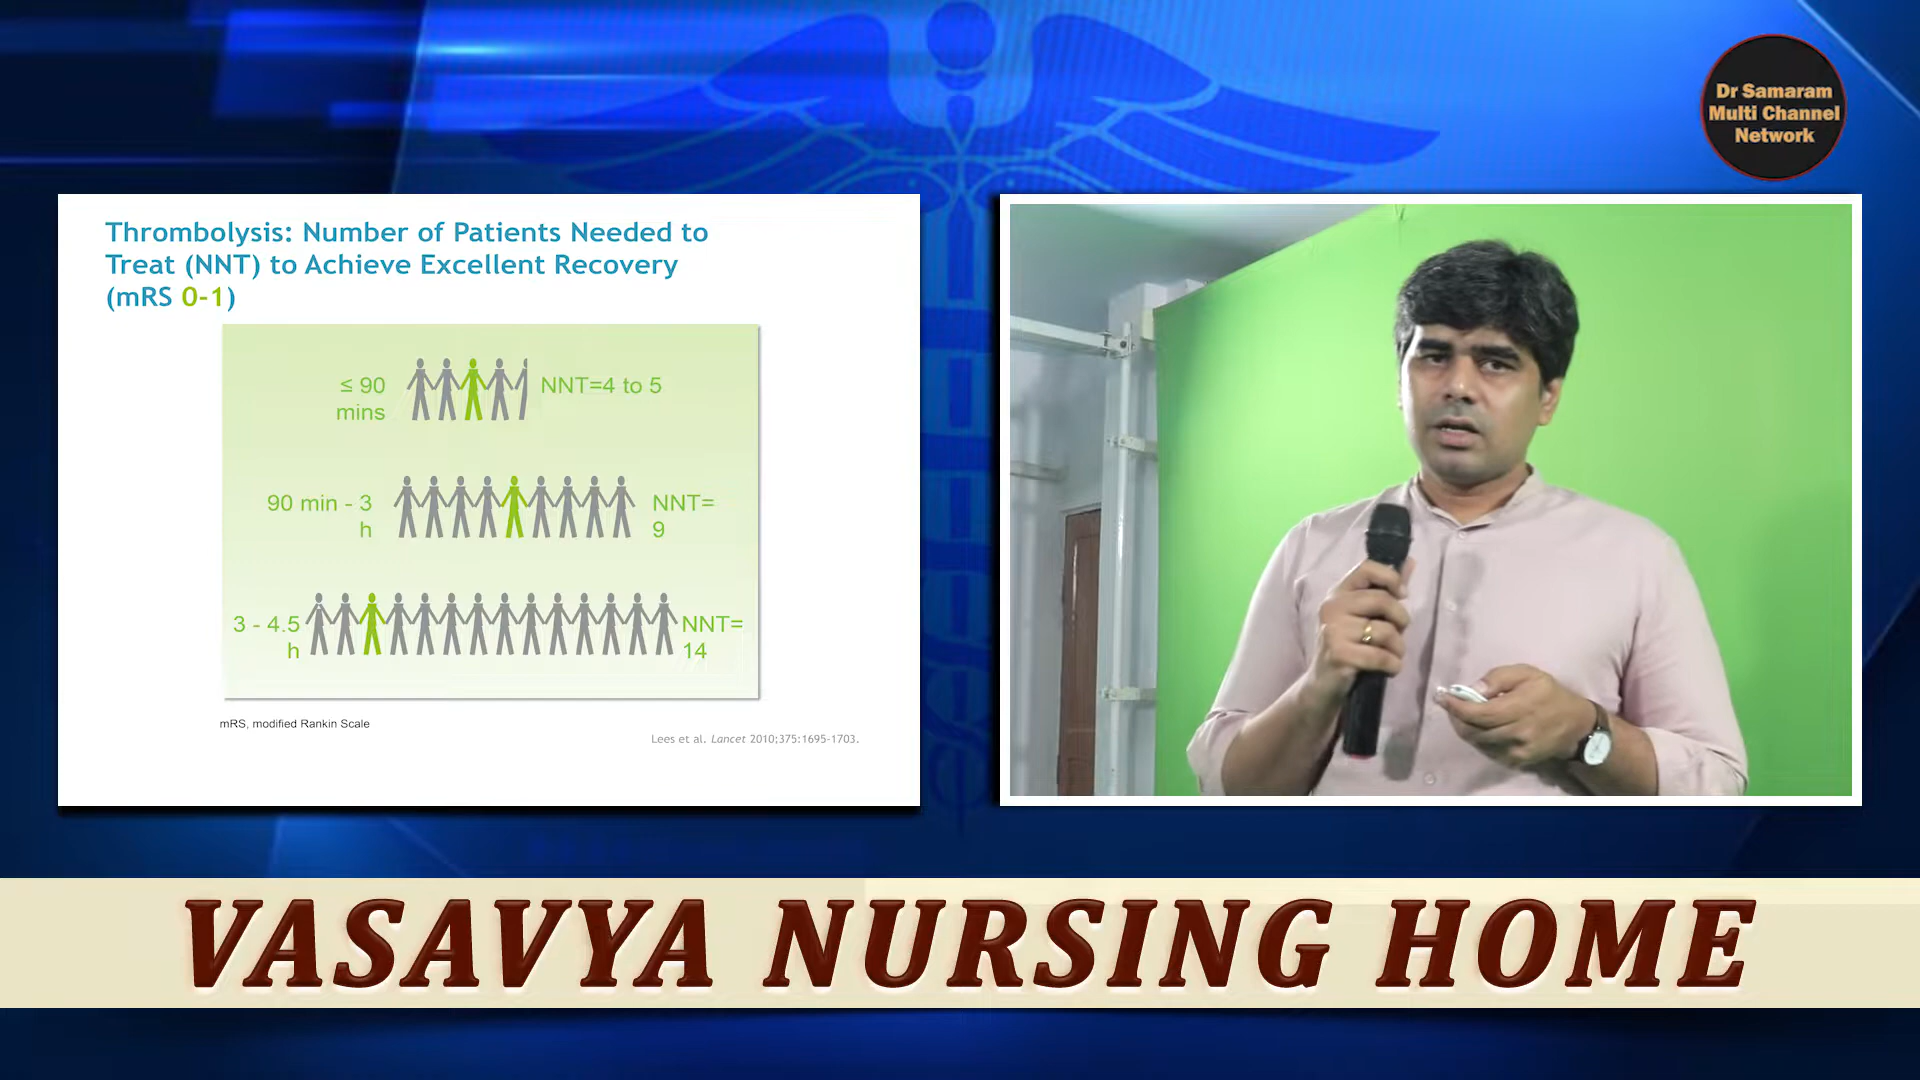 Dr Samaram
Multi Channel
Network
Thrombolysis: Number of Patients Needed to
Treat (NNT) to Achieve Excellent Recovery
(mRS 0-1)
≤ 90
mins
NNT=4 to 5
90 min - 3
h
NNT=
9
3 - 4.5
h
NNT=
14
mRS, modified Rankin Scale
Lees et al. Lancet 2010;375:1695-1703.
VASAVYA NURSING HOME